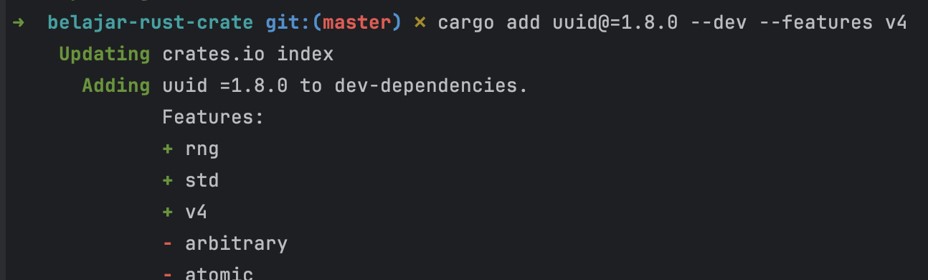 → belajar-rust-crate git:(master) ✗ cargo add uuid@=1.8.0 --dev --features v4
Updating crates.io index
Adding uuid =1.8.0 to dev-dependencies.
Features:
+ rng
+ std
+ v4
- arbitrary
- atomic